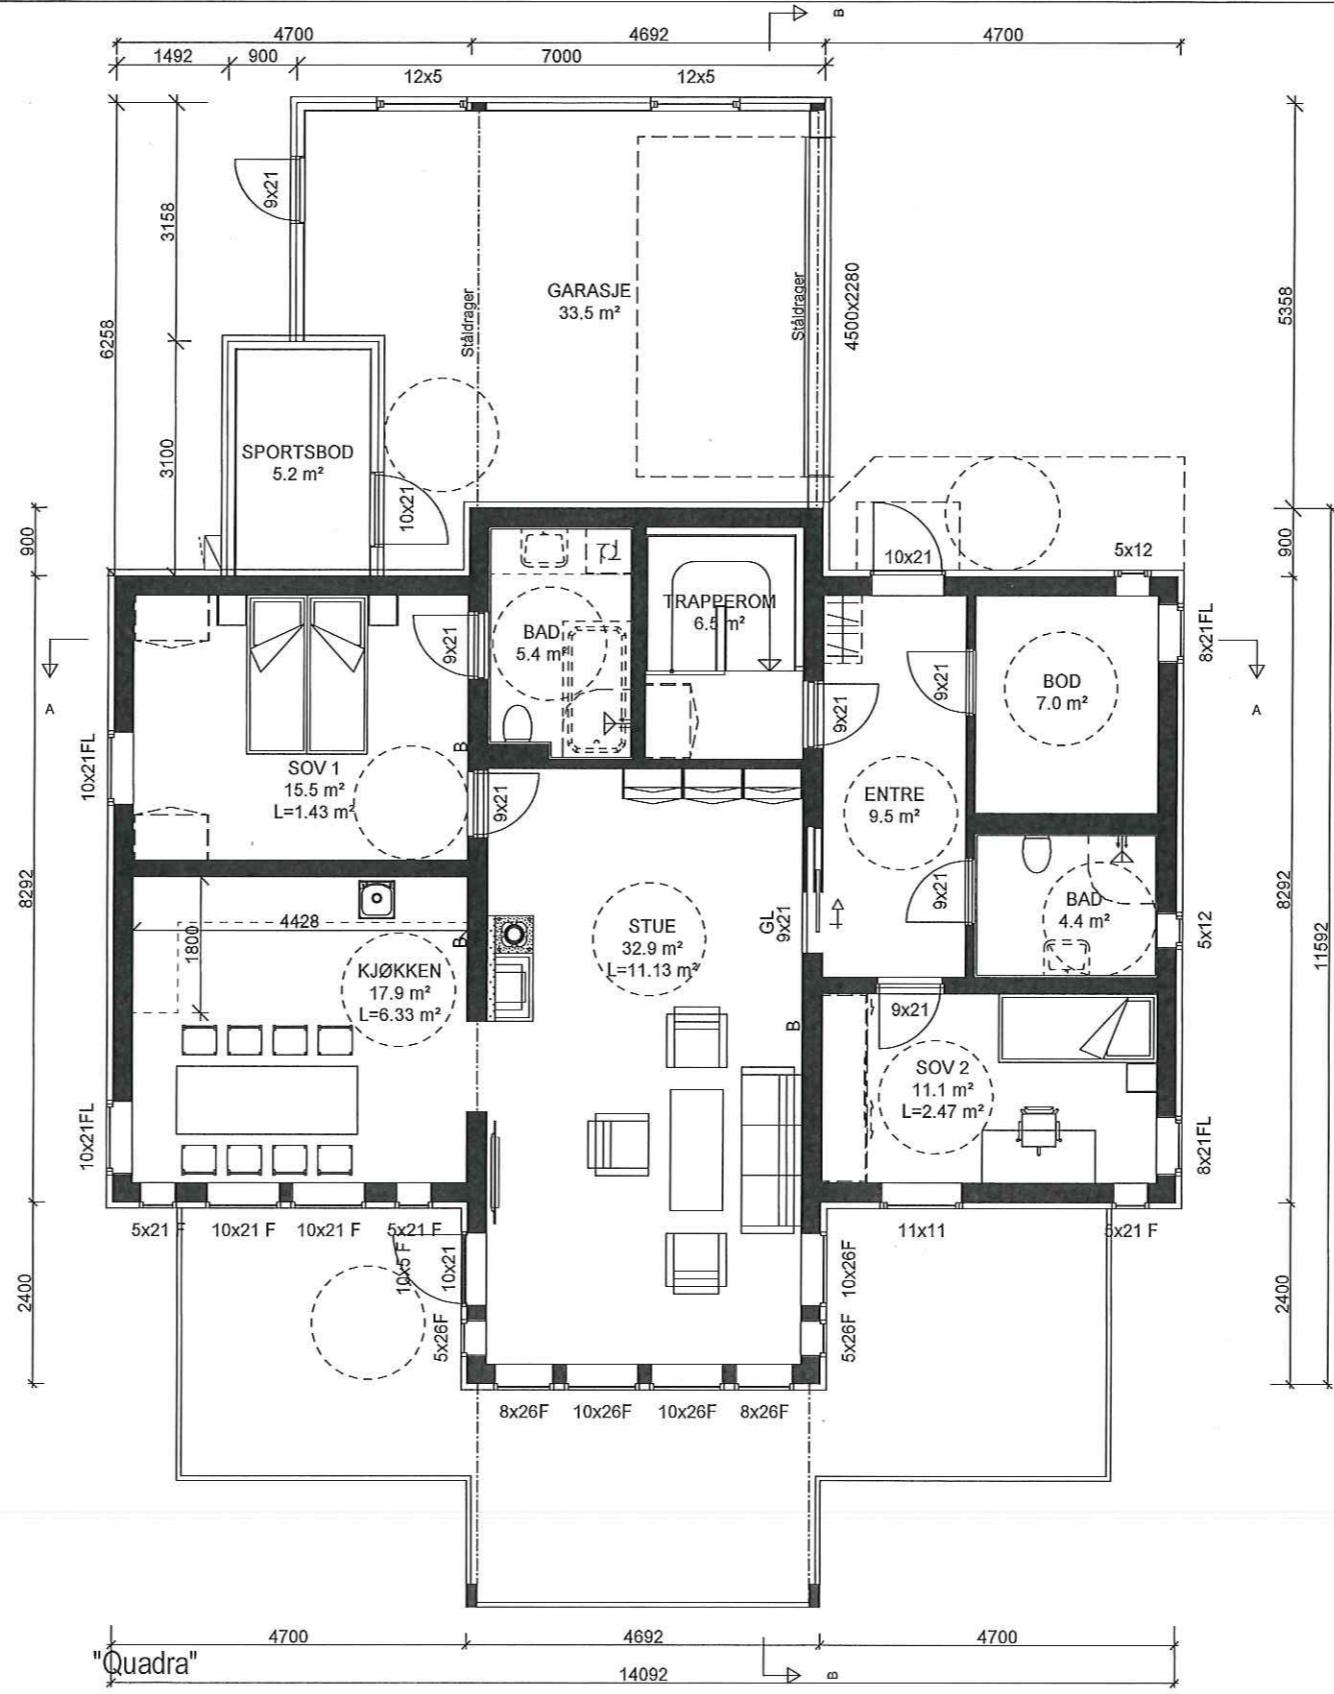 B
4700
4692
4700
1492
900
7000
12x5
12x5
9x21
3158
6258
5358
Ståldrager
GARASJE
33.5 m²
Ståldrager
4500x2280
3100
SPORTSBOD
5.2 m²
10x21
900
10x21
5x12
900
TRAPPEROM
6.5 m²
BAD
5.4 m²
9x21
8x21FL
A
A
BOD
7.0 m²
9x21
9x21
10x21FL
B
SOV 1
15.5 m²
L=1.43 m²
9x21
ENTRE
9.5 m²
8292
8292
4428
1800
B
STUE
32.9 m²
L=11.13 m²
GL
9x21
9x21
BAD
4.4 m²
5x12
11592
KJØKKEN
17.9 m²
L=6.33 m²
B
9x21
SOV 2
11.1 m²
L=2.47 m²
10x21FL
8x21FL
5x21 F
10x21 F
10x21 F
5x21 F
11x11
5x21 F
10x5 F
10x21
10x26F
2400
2400
5x26F
5x26F
8x26F
10x26F
10x26F
8x26F
4700
4692
4700
"Quadra"
14092
B